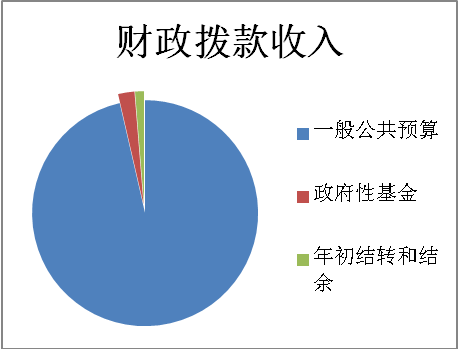 财政拨款收入
一般公共预算
政府性基金
年初结转和结
余